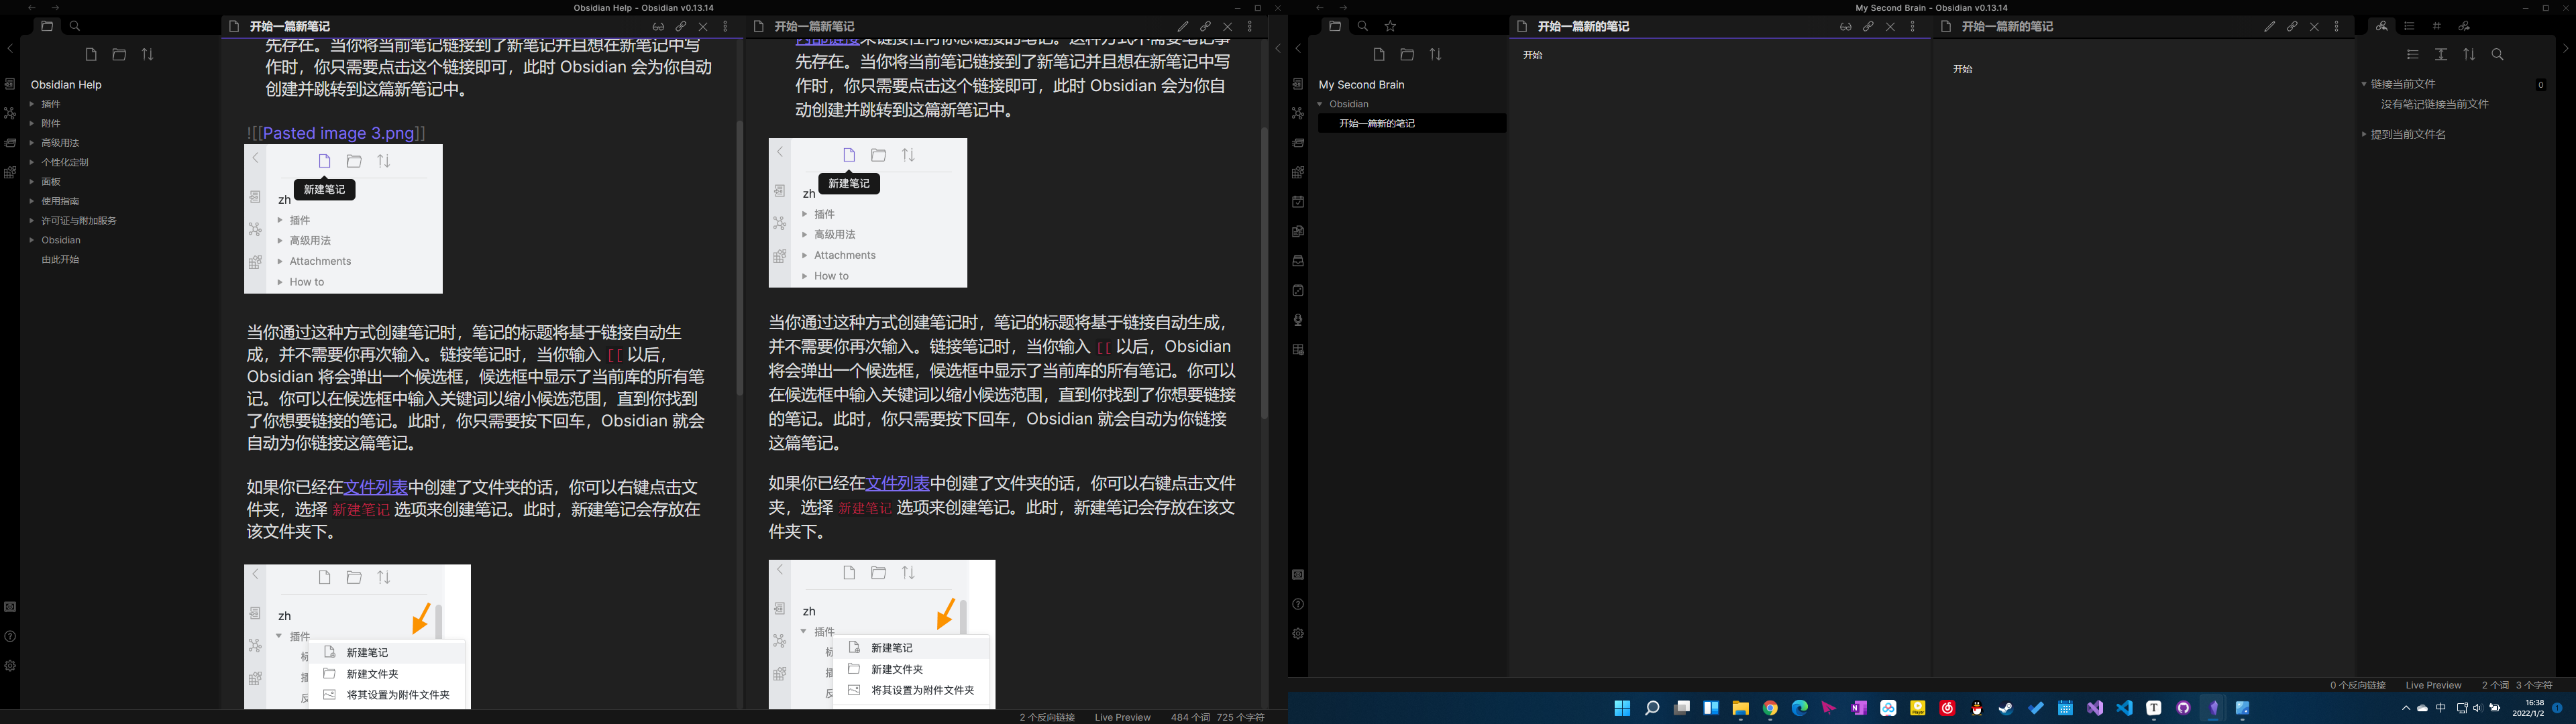 Obsidian Help - Obsidian v0.13.14
Obsidian Help
插件
附件
高级用法
个性化定制
面板
使用指南
许可证与附加服务
Obsidian
由此开始
开始一篇新笔记
先存在。当你将当前笔记链接到了新笔记并且想在新笔记中写
作时，你只需要点击这个链接即可，此时 Obsidian 会为你自动
创建并跳转到这篇新笔记中。
![[Pasted image 3.png]]
新建笔记
zh
插件
高级用法
Attachments
How to
当你通过这种方式创建笔记时，笔记的标题将基于链接自动生
成，并不需要你再次输入。链接笔记时，当你输入 [[ 以后，
Obsidian 将会弹出一个候选框，候选框中显示了当前库的所有笔
记。你可以在候选框中输入关键词以缩小候选范围，直到你找到
了你想要链接的笔记。此时，你只需要按下回车，Obsidian 就会
自动为你链接这篇笔记。
如果你已经在文件列表中创建了文件夹的话，你可以右键点击文
件夹，选择 新建笔记 选项来创建笔记。此时，新建笔记会存放在
该文件夹下。
zh
插件
新建笔记
新建文件夹
将其设置为附件文件夹
开始一篇新笔记
内部链接来链接任何你想链接的笔记。这种方式不需要笔记事
先存在。当你将当前笔记链接到了新笔记并且想在新笔记中写
作时，你只需要点击这个链接即可，此时 Obsidian 会为你自
动创建并跳转到这篇新笔记中。
新建笔记
zh
插件
高级用法
Attachments
How to
当你通过这种方式创建笔记时，笔记的标题将基于链接自动生成，
并不需要你再次输入。链接笔记时，当你输入 [[ 以后，Obsidian
将会弹出一个候选框，候选框中显示了当前库的所有笔记。你可以
在候选框中输入关键词以缩小候选范围，直到你找到了你想要链接
的笔记。此时，你只需要按下回车，Obsidian 就会自动为你链接
这篇笔记。
如果你已经在文件列表中创建了文件夹的话，你可以右键点击文件
夹，选择 新建笔记 选项来创建笔记。此时，新建笔记会存放在该文
件夹下。
zh
插件
新建笔记
新建文件夹
将其设置为附件文件夹
2 个反向链接 Live Preview 484 个词 725 个字符
My Second Brain - Obsidian v0.13.14
My Second Brain
Obsidian
开始一篇新的笔记
开始一篇新的笔记
开始
开始一篇新的笔记
开始
链接当前文件 0
没有笔记链接当前文件
提到当前文件名
0 个反向链接 Live Preview 2 个词 3 个字符
中
16:38
2022/1/2
1